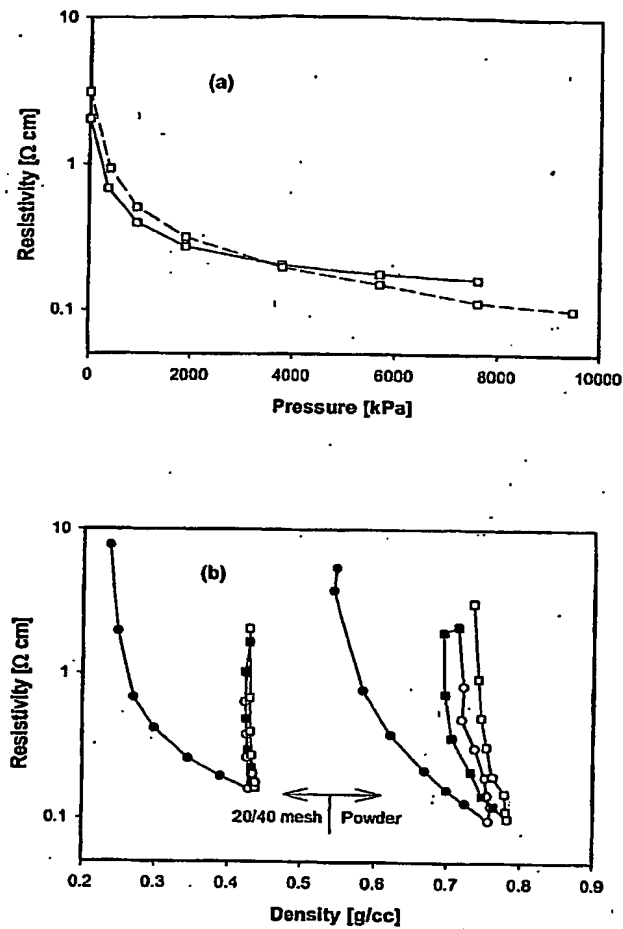 10
(a)
1
0.1
Resistivity [Ω cm]
0 2000 4000 6000 8000 10000
Pressure [kPa]
10
(b)
1
0.1
Resistivity [Ω cm]
20/40 mesh Powder
0.2 0.3 0.4 0.5 0.6 0.7 0.8 0.9
Density [g/cc]